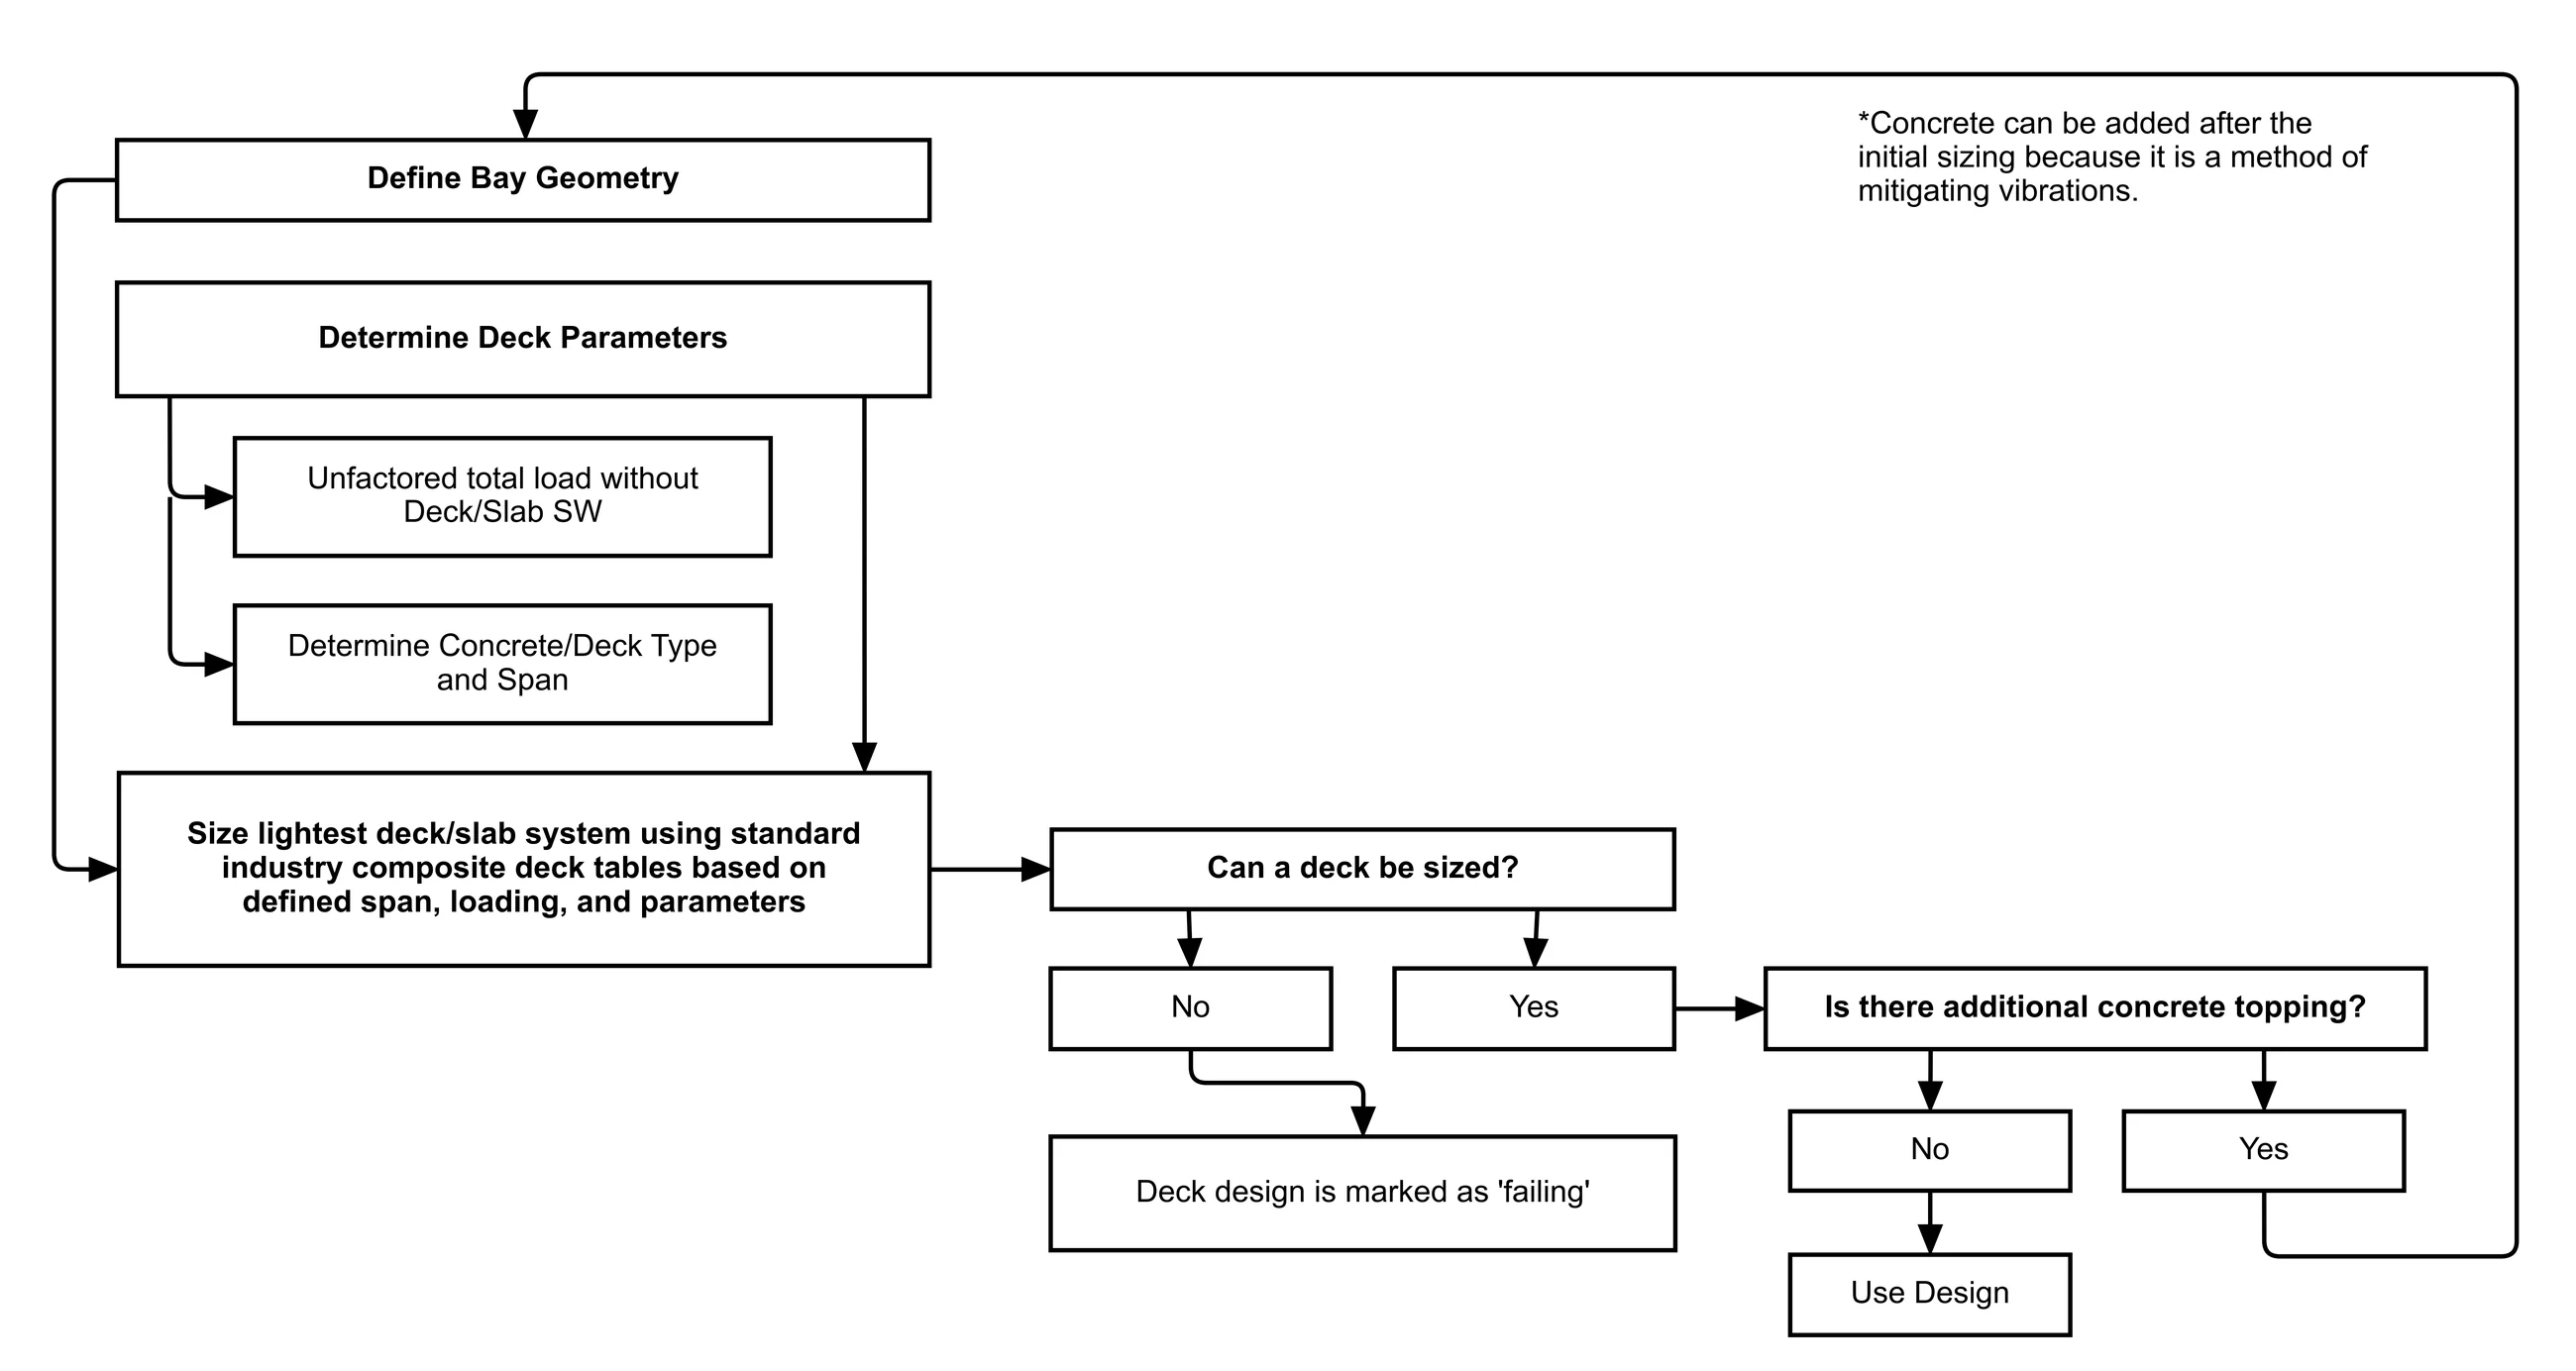 *Concrete can be added after the
initial sizing because it is a method of
mitigating vibrations.
Define Bay Geometry
Determine Deck Parameters
Unfactored total load without
Deck/Slab SW
Determine Concrete/Deck Type
and Span
Size lightest deck/slab system using standard
industry composite deck tables based on
defined span, loading, and parameters
Can a deck be sized?
No
Yes
Is there additional concrete topping?
Deck design is marked as 'failing'
No
Yes
Use Design